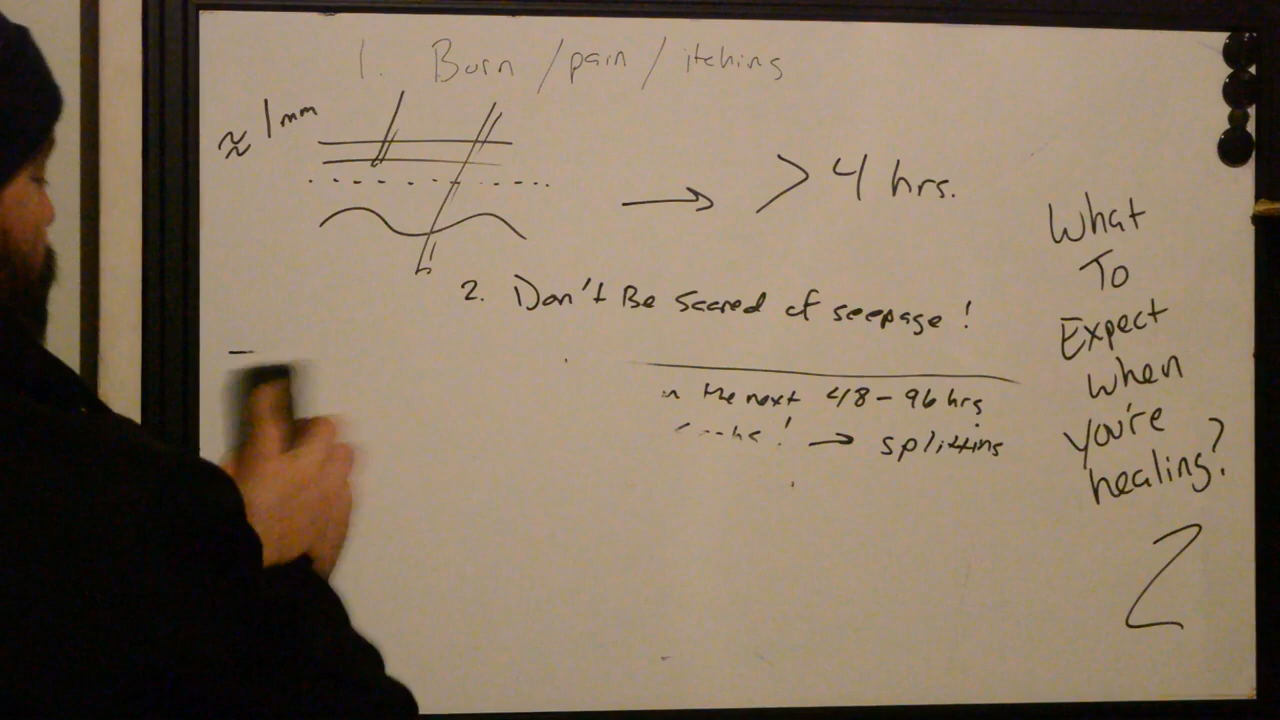 1. Burn / pain / itching
≈ 1mm
→ > 4 hrs.
2. Don't Be Scared of seepage!
the next 48-96 hrs
→ splitting
What
To
Expect
when
you're
healing?
2